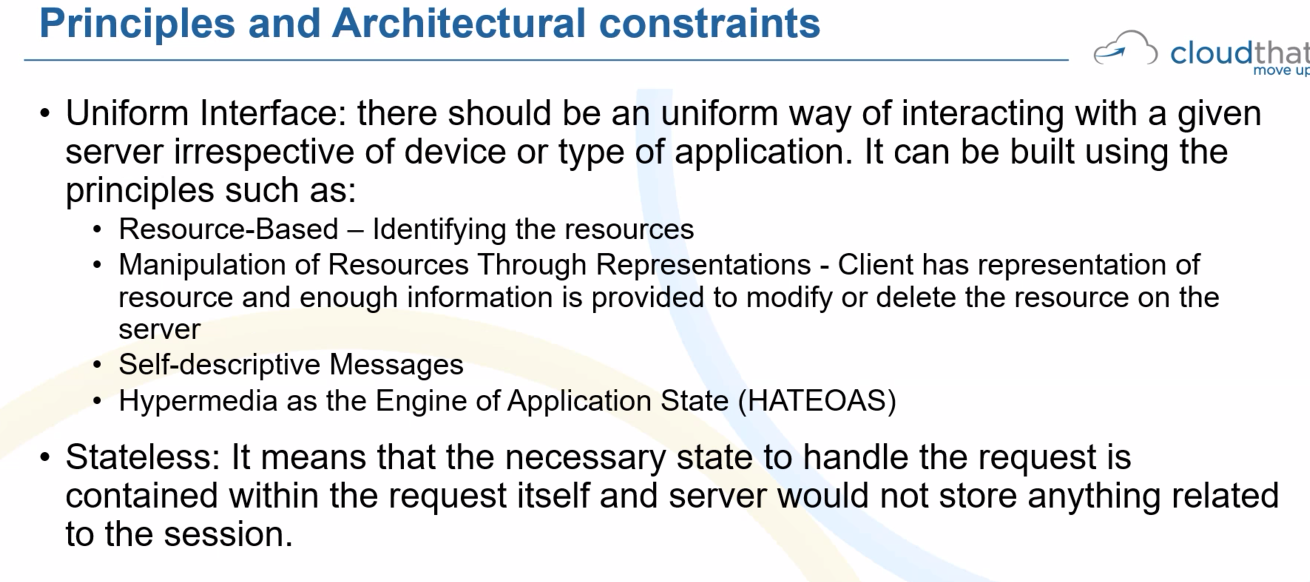 Principles and Architectural constraints
cloudthat
move up
• Uniform Interface: there should be an uniform way of interacting with a given
server irrespective of device or type of application. It can be built using the
principles such as:
• Resource-Based – Identifying the resources
• Manipulation of Resources Through Representations - Client has representation of
resource and enough information is provided to modify or delete the resource on the
server
• Self-descriptive Messages
• Hypermedia as the Engine of Application State (HATEOAS)
• Stateless: It means that the necessary state to handle the request is
contained within the request itself and server would not store anything related
to the session.